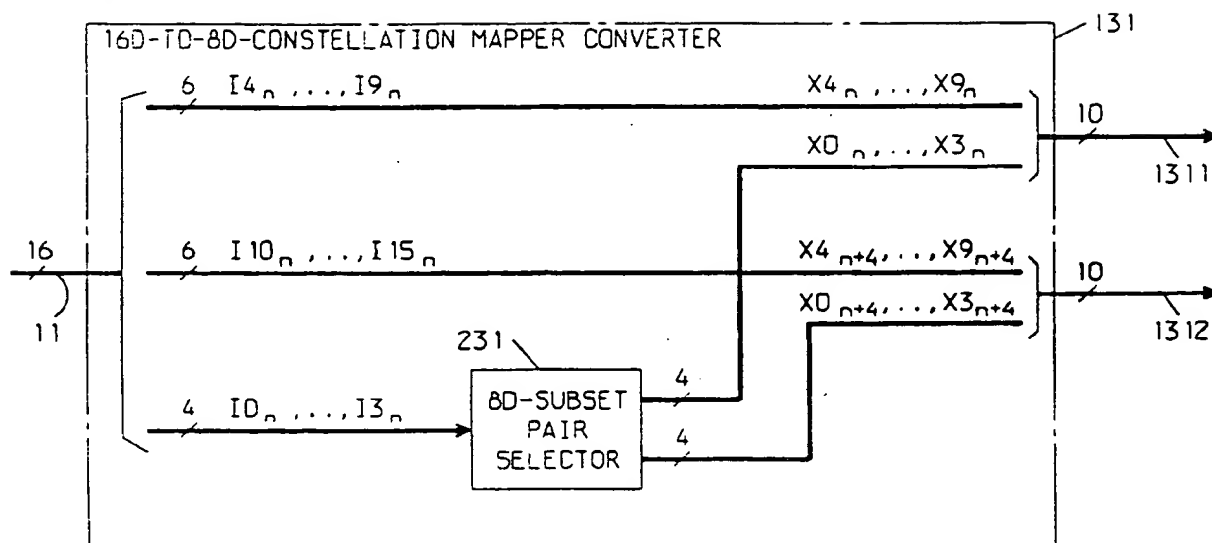 16D-TO-8D-CONSTELLATION MAPPER CONVERTER
131
6 I4n ,...,I9n X4n ,...,X9n
10
X0n ,...,X3n
1311
16
6 I10n ,...,I15n X4n+4,...,X9n+4
10
X0n+4,...,X3n+4
11
1312
231
4 I0n ,...,I3n
8D-SUBSET
PAIR
SELECTOR
4
4